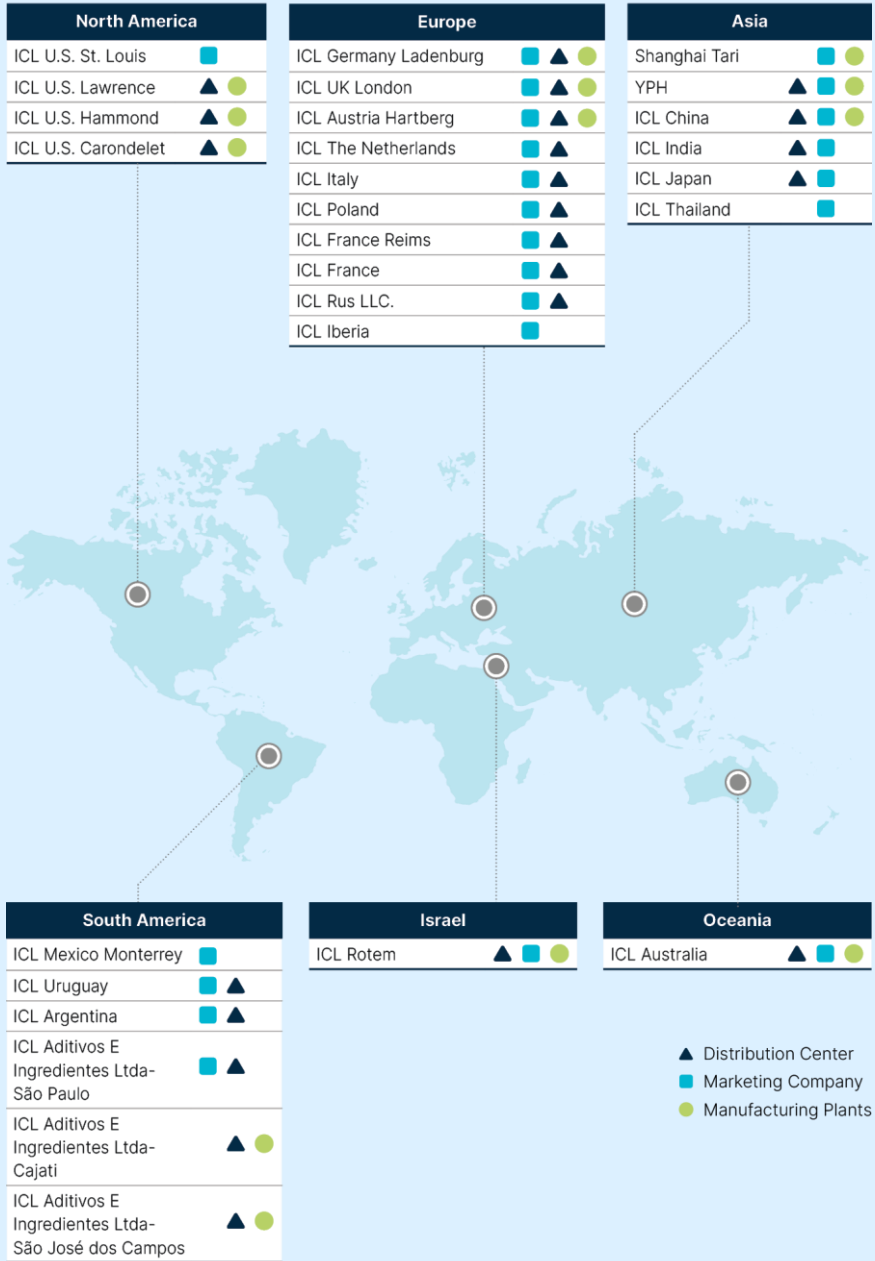 North America
ICL U.S. St. Louis
ICL U.S. Lawrence
ICL U.S. Hammond
ICL U.S. Carondelet
Europe
ICL Germany Ladenburg
ICL UK London
ICL Austria Hartberg
ICL The Netherlands
ICL Italy
ICL Poland
ICL France Reims
ICL France
ICL Rus LLC.
ICL Iberia
Asia
Shanghai Tari
YPH
ICL China
ICL India
ICL Japan
ICL Thailand
South America
ICL Mexico Monterrey
ICL Uruguay
ICL Argentina
ICL Aditivos E
Ingredientes Ltda-
São Paulo
ICL Aditivos E
Ingredientes Ltda-
Cajati
ICL Aditivos E
Ingredientes Ltda-
São José dos Campos
Israel
ICL Rotem
Oceania
ICL Australia
Distribution Center
Marketing Company
Manufacturing Plants